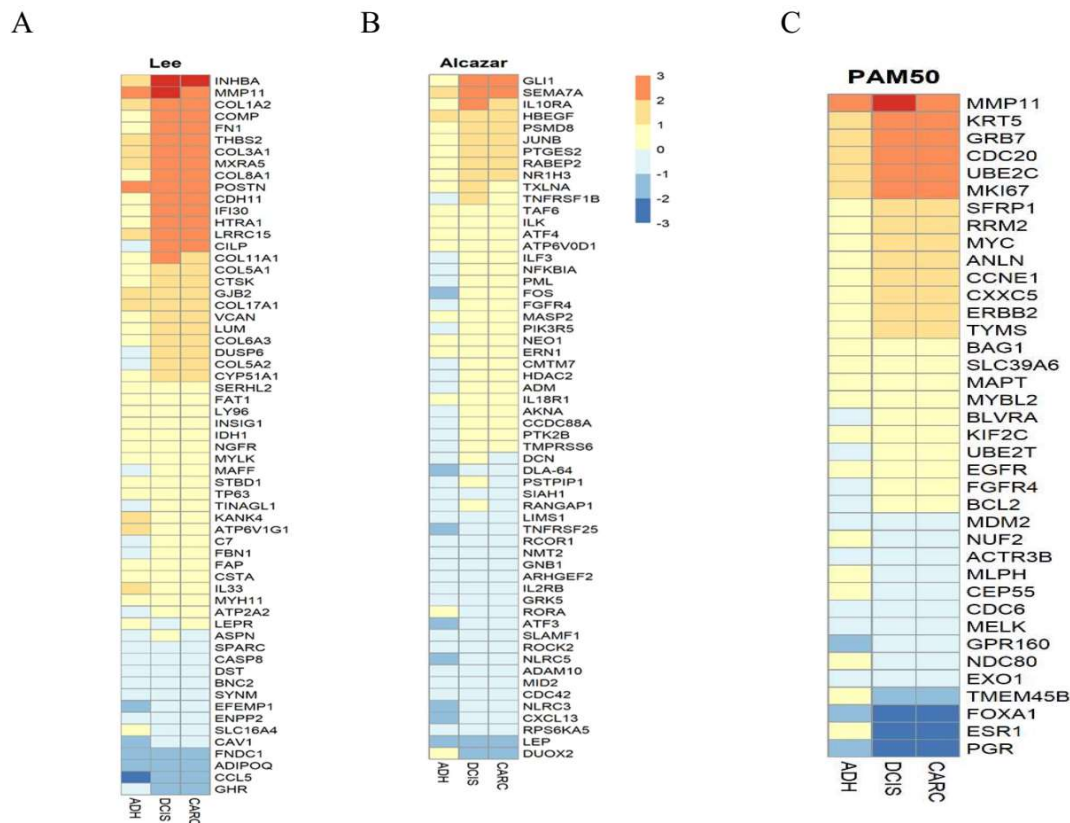 A
B
C
Lee
INHBA
MMP11
COL1A2
COMP
FN1
THBS2
COL3A1
MXRA5
COL8A1
POSTN
CDH11
IFI30
HTRA1
LRRC15
CILP
COL11A1
COL5A1
CTSK
GJB2
COL17A1
VCAN
LUM
COL6A3
DUSP6
COL5A2
CYP51A1
SERHL2
FAT1
LY96
INSIG1
IDH1
NGFR
MYLK
MAFF
STBD1
TP63
TINAGL1
KANK4
ATP6V1G1
C7
FBN1
FAP
CSTA
IL33
MYH11
ATP2A2
LEPR
ASPN
SPARC
CASP8
DST
BNC2
SYNM
EFEMP1
ENPP2
SLC16A4
CAV1
FNDC1
ADIPOQ
CCL5
GHR
ADH
DCIS
CARC
Alcazar
GLI1
SEMA7A
IL10RA
HBEGF
PSMD8
JUNB
PTGES2
RABEP2
NR1H3
TXLNA
TNFRSF1B
TAF6
ILK
ATF4
ATP6V0D1
ILF3
NFKBIA
PML
FOS
FGFR4
MASP2
PIK3R5
NEO1
ERN1
CMTM7
HDAC2
ADM
IL18R1
AKNA
CCDC88A
PTK2B
TMPRSS6
DCN
DLA-64
PSTPIP1
SIAH1
RANGAP1
LIMS1
TNFRSF25
RCOR1
NMT2
GNB1
ARHGEF2
IL2RB
GRK5
RORA
ATF3
SLAMF1
ROCK2
NLRC5
ADAM10
MID2
CDC42
NLRC3
CXCL13
RPS6KA5
LEP
DUOX2
ADH
DCIS
CARC
3
2
1
0
-1
-2
-3
PAM50
MMP11
KRT5
GRB7
CDC20
UBE2C
MKI67
SFRP1
RRM2
MYC
ANLN
CCNE1
CXXC5
ERBB2
TYMS
BAG1
SLC39A6
MAPT
MYBL2
BLVRA
KIF2C
UBE2T
EGFR
FGFR4
BCL2
MDM2
NUF2
ACTR3B
MLPH
CEP55
CDC6
MELK
GPR160
NDC80
EXO1
TMEM45B
FOXA1
ESR1
PGR
ADH
DCIS
CARC